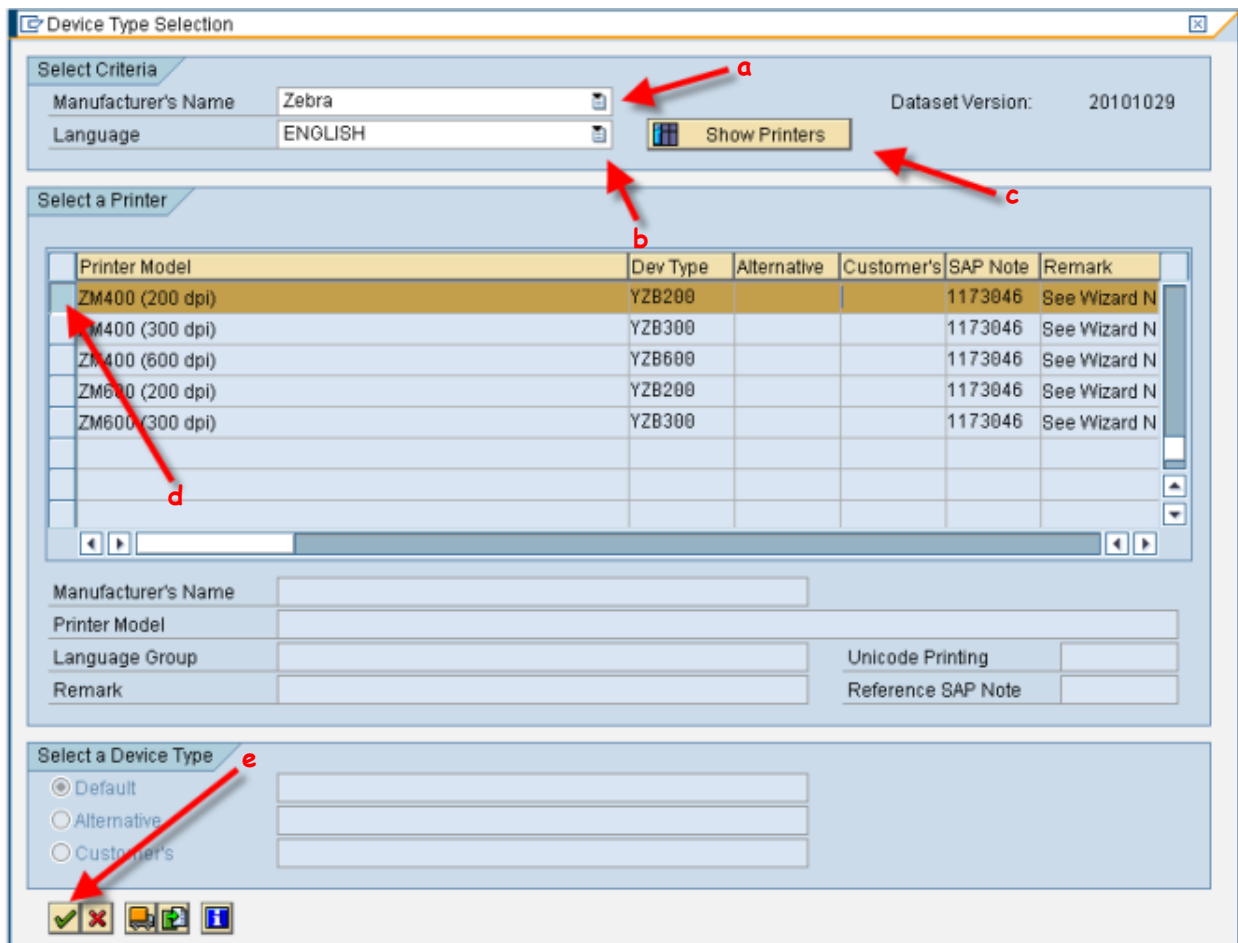 Device Type Selection
Select Criteria
a
Manufacturer's Name Zebra Dataset Version: 20101029
Language ENGLISH Show Printers
c
Select a Printer
b
Printer Model Dev Type Alternative Customer's SAP Note Remark
ZM400 (200 dpi) YZB200 1173046 See Wizard N
ZM400 (300 dpi) YZB300 1173046 See Wizard N
ZM400 (600 dpi) YZB600 1173046 See Wizard N
ZM600 (200 dpi) YZB200 1173046 See Wizard N
ZM600 (300 dpi) YZB300 1173046 See Wizard N
d
Manufacturer's Name
Printer Model
Language Group Unicode Printing
Remark Reference SAP Note
Select a Device Type
e
Default
Alternative
Customer's